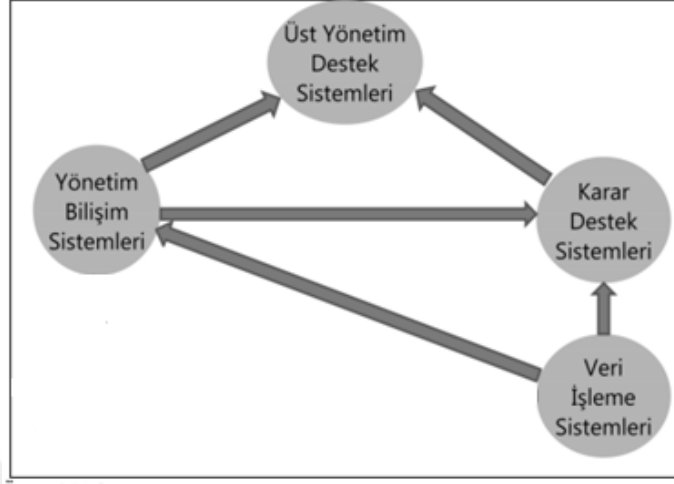 Üst Yönetim
Destek
Sistemleri
Yönetim
Bilişim
Sistemleri
Karar
Destek
Sistemleri
Veri
İşleme
Sistemleri